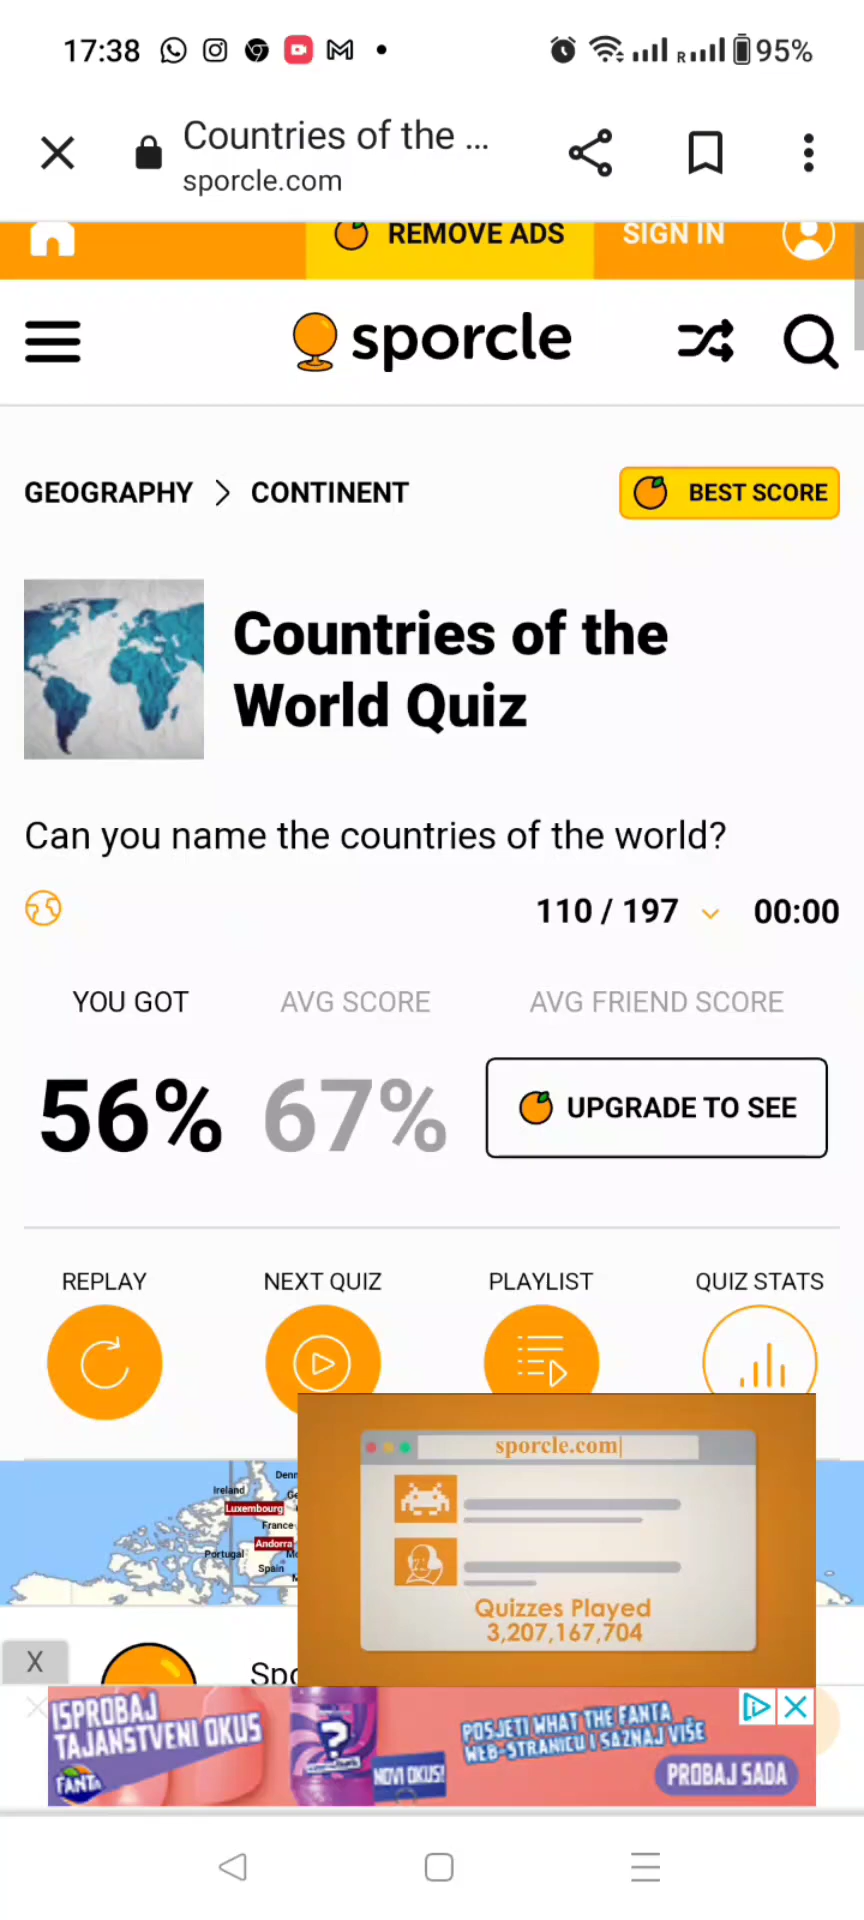 17:38
95%
Countries of the ...
sporcle.com
REMOVE ADS
SIGN IN
sporcle
GEOGRAPHY > CONTINENT
BEST SCORE
Countries of the
World Quiz
Can you name the countries of the world?
110 / 197
00:00
YOU GOT
AVG SCORE
AVG FRIEND SCORE
56%
67%
UPGRADE TO SEE
REPLAY
NEXT QUIZ
PLAYLIST
QUIZ STATS
sporcle.com
Ireland
Luxembourg
France
Andorra
Portugal
Spain
Quizzes Played
3,207,167,704
X
ISPROBAJ
TAJANSTVENI OKUS
FANTA
?
NOVI OKUS!
POSJETI WHAT THE FANTA
WEB-STRANICU I SAZNAJ VIŠE
PROBAJ SADA